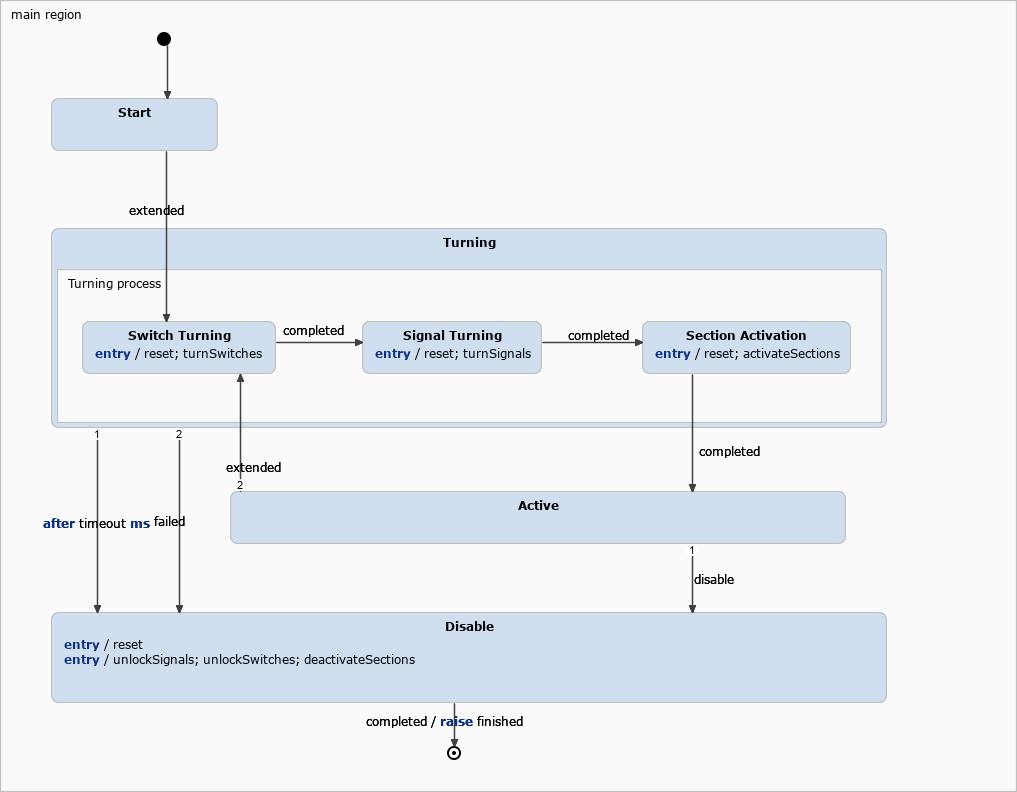 main region
Start
extended
Turning
Turning process
Switch Turning
entry / reset; turnSwitches
completed
Signal Turning
entry / reset; turnSignals
completed
Section Activation
entry / reset; activateSections
1
2
completed
extended
2
Active
after timeout ms
failed
1
disable
Disable
entry / reset
entry / unlockSignals; unlockSwitches; deactivateSections
completed / raise finished